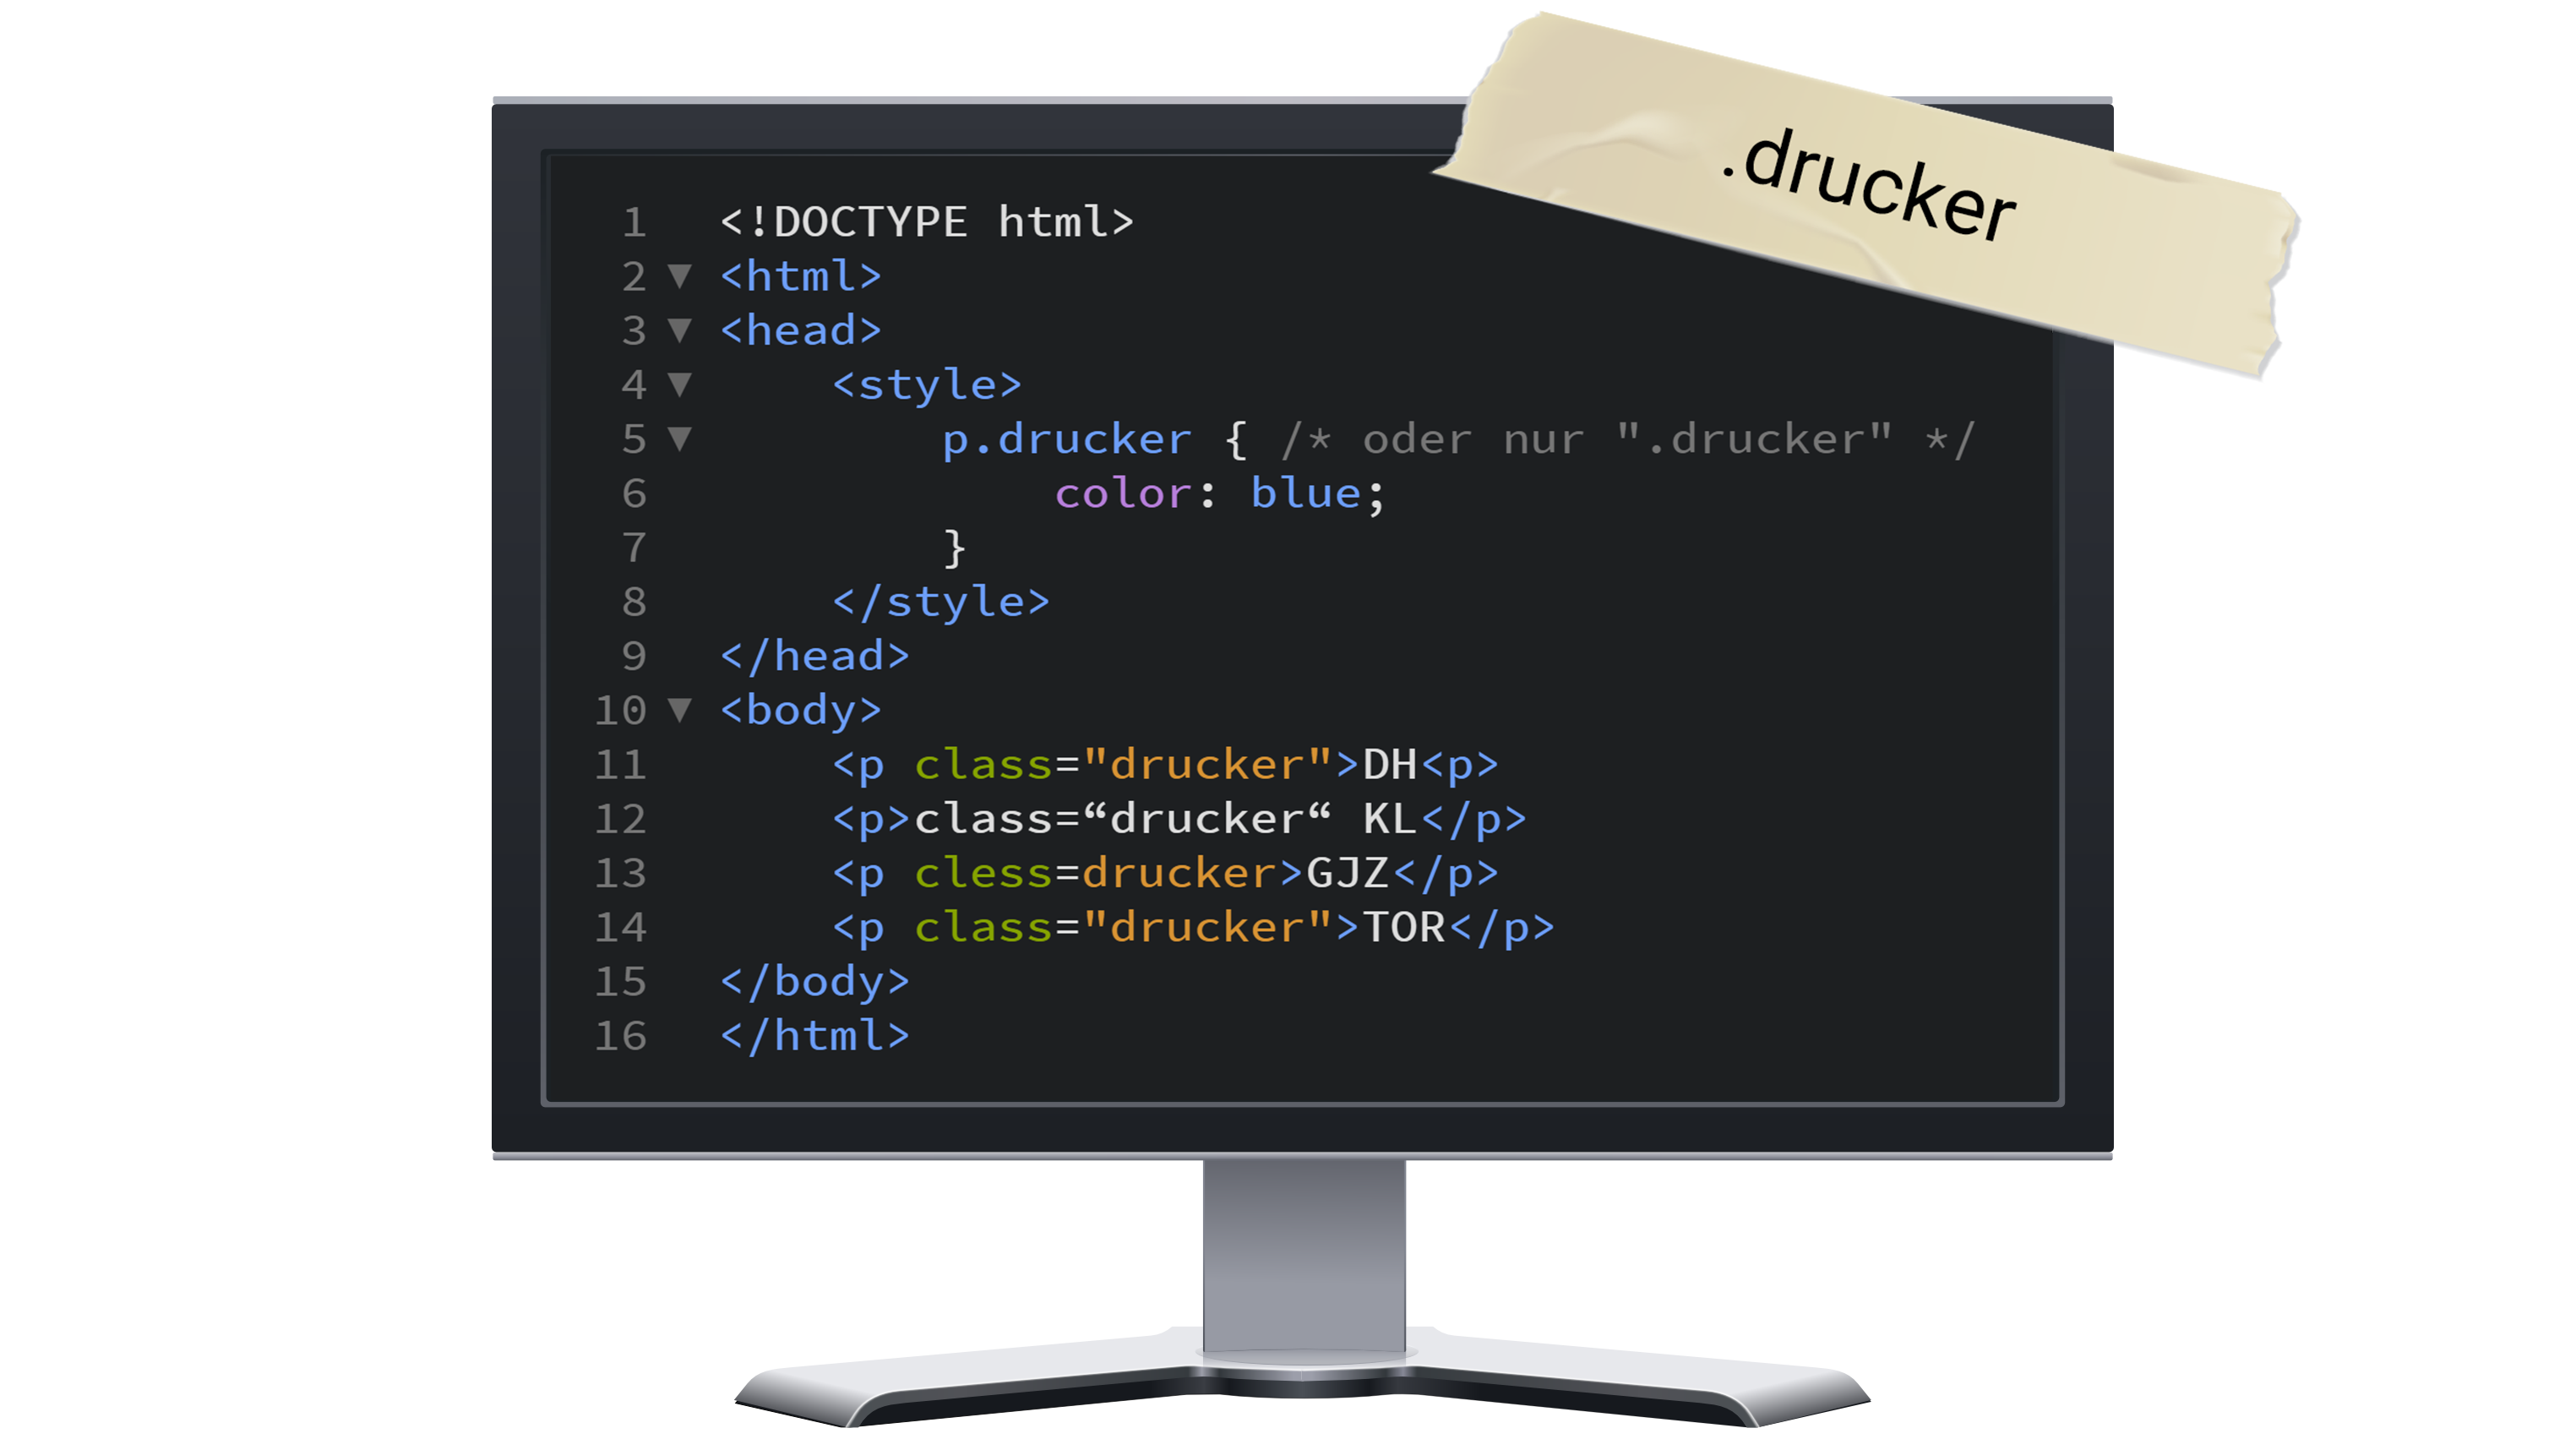 .drucker
1 <!DOCTYPE html>
2 ▼ <html>
3 ▼ <head>
4 ▼     <style>
5 ▼         p.drucker { /* oder nur ".drucker" */
6             color: blue;
7         }
8     </style>
9 </head>
10 ▼ <body>
11     <p class="drucker">DH<p>
12     <p>class=“drucker“ KL</p>
13     <p cless=drucker>GJZ</p>
14     <p class="drucker">TOR</p>
15 </body>
16 </html>